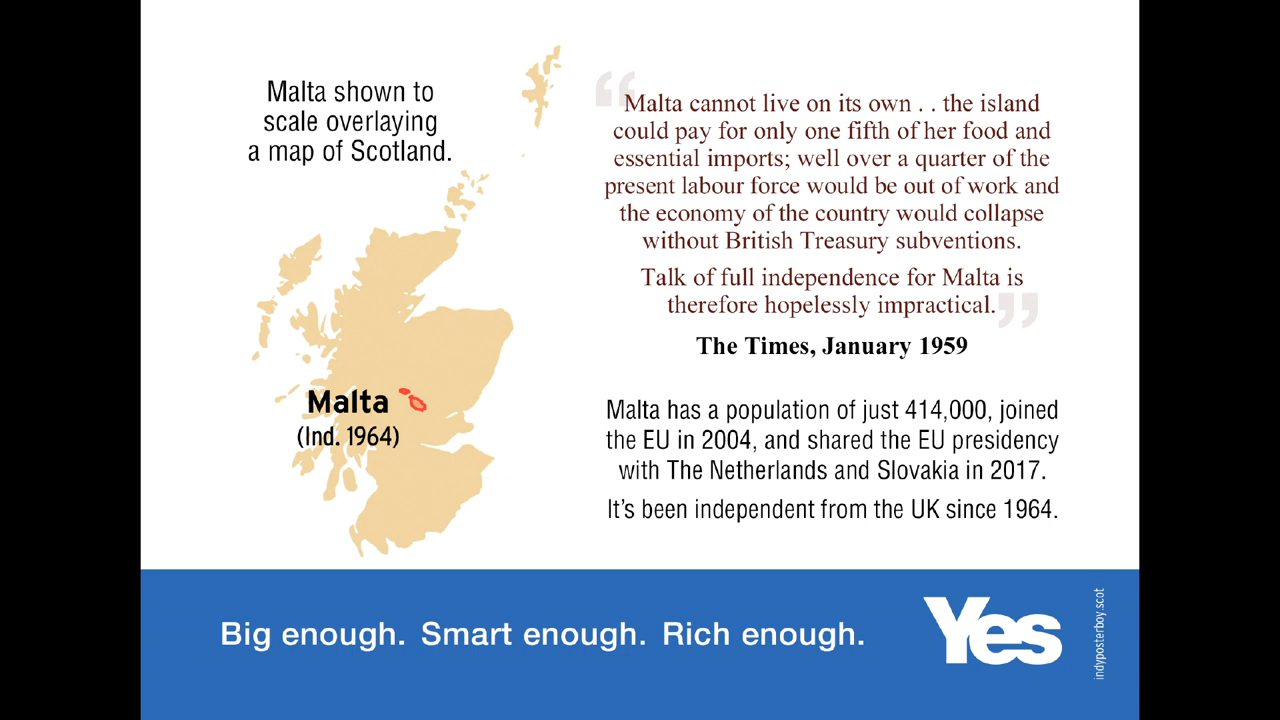 Malta shown to
scale overlaying
a map of Scotland.
Malta
(Ind. 1964)
“Malta cannot live on its own . . the island
could pay for only one fifth of her food and
essential imports; well over a quarter of the
present labour force would be out of work and
the economy of the country would collapse
without British Treasury subventions.
Talk of full independence for Malta is
therefore hopelessly impractical.”
The Times, January 1959
Malta has a population of just 414,000, joined
the EU in 2004, and shared the EU presidency
with The Netherlands and Slovakia in 2017.
It's been independent from the UK since 1964.
Big enough. Smart enough. Rich enough.
Yes
indyposterboy.scot